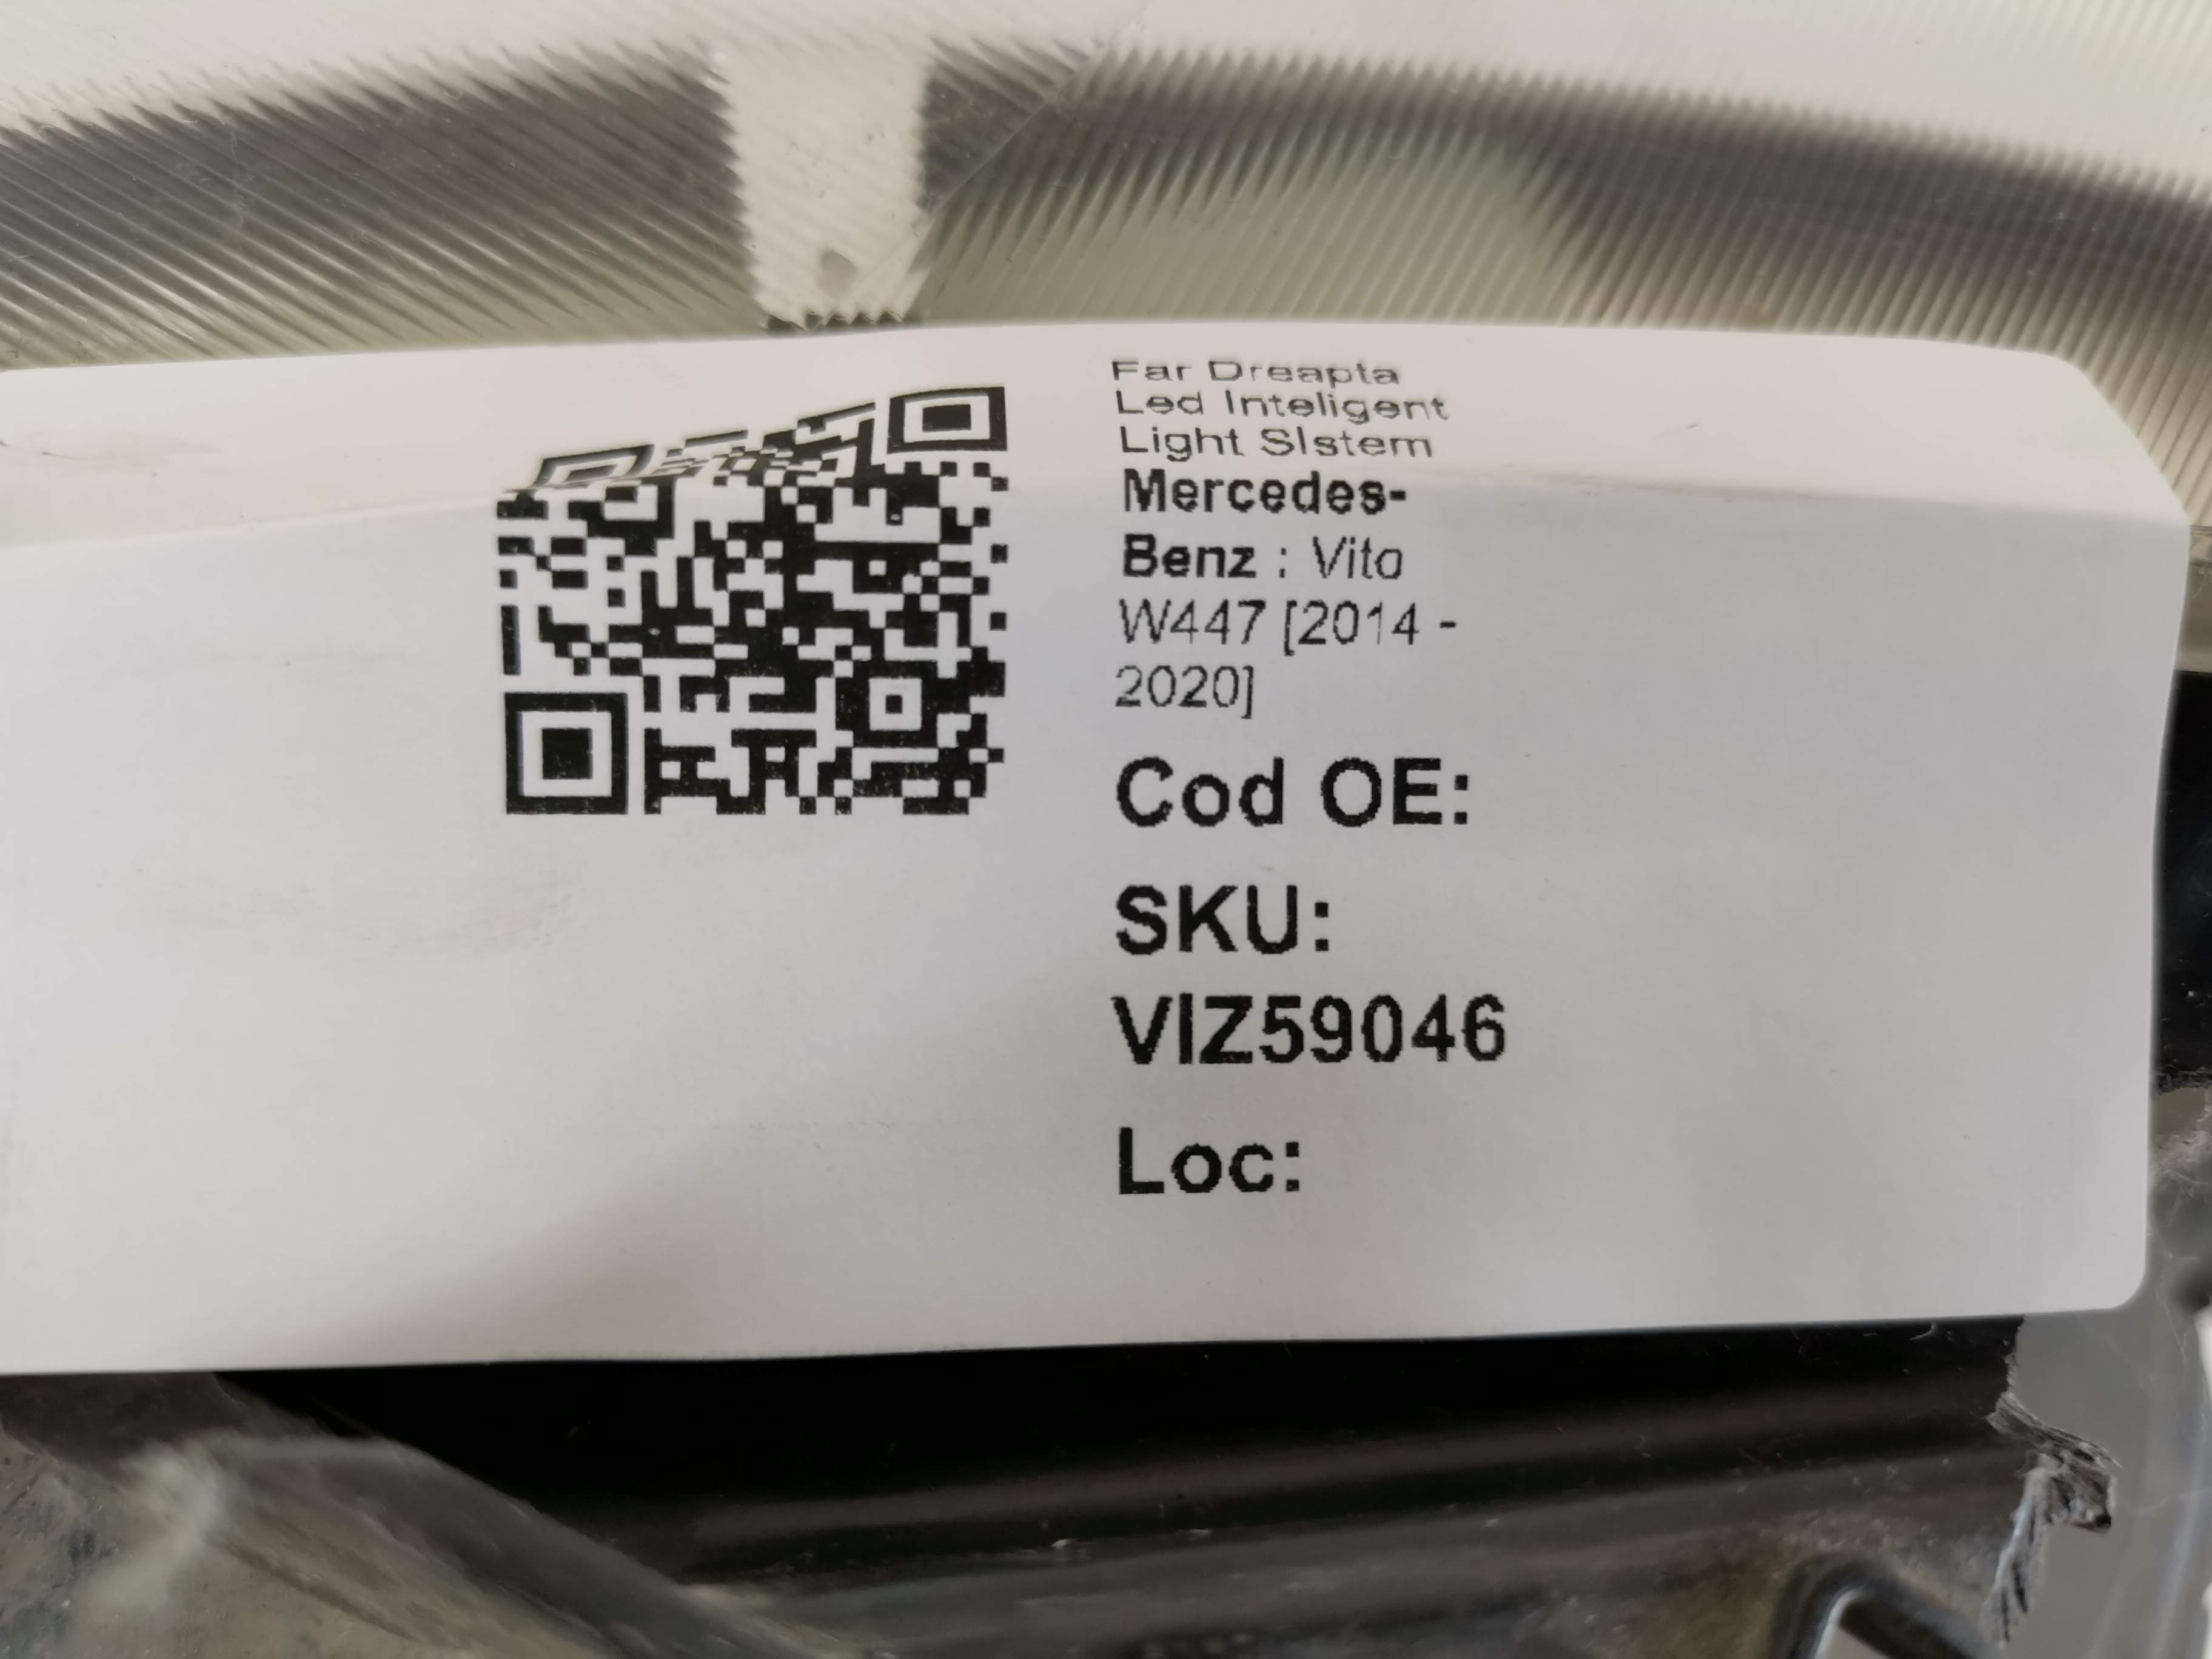 Far Dreapta
Led Inteligent
Light SIstem
Mercedes-
Benz : Vito
W447 [2014 -
2020]
Cod OE:
SKU:
VIZ59046
Loc: